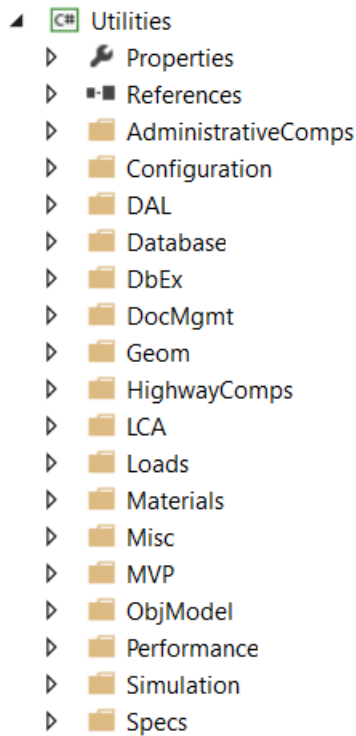 C# Utilities
Properties
References
AdministrativeComps
Configuration
DAL
Database
DbEx
DocMgmt
Geom
HighwayComps
LCA
Loads
Materials
Misc
MVP
ObjModel
Performance
Simulation
Specs